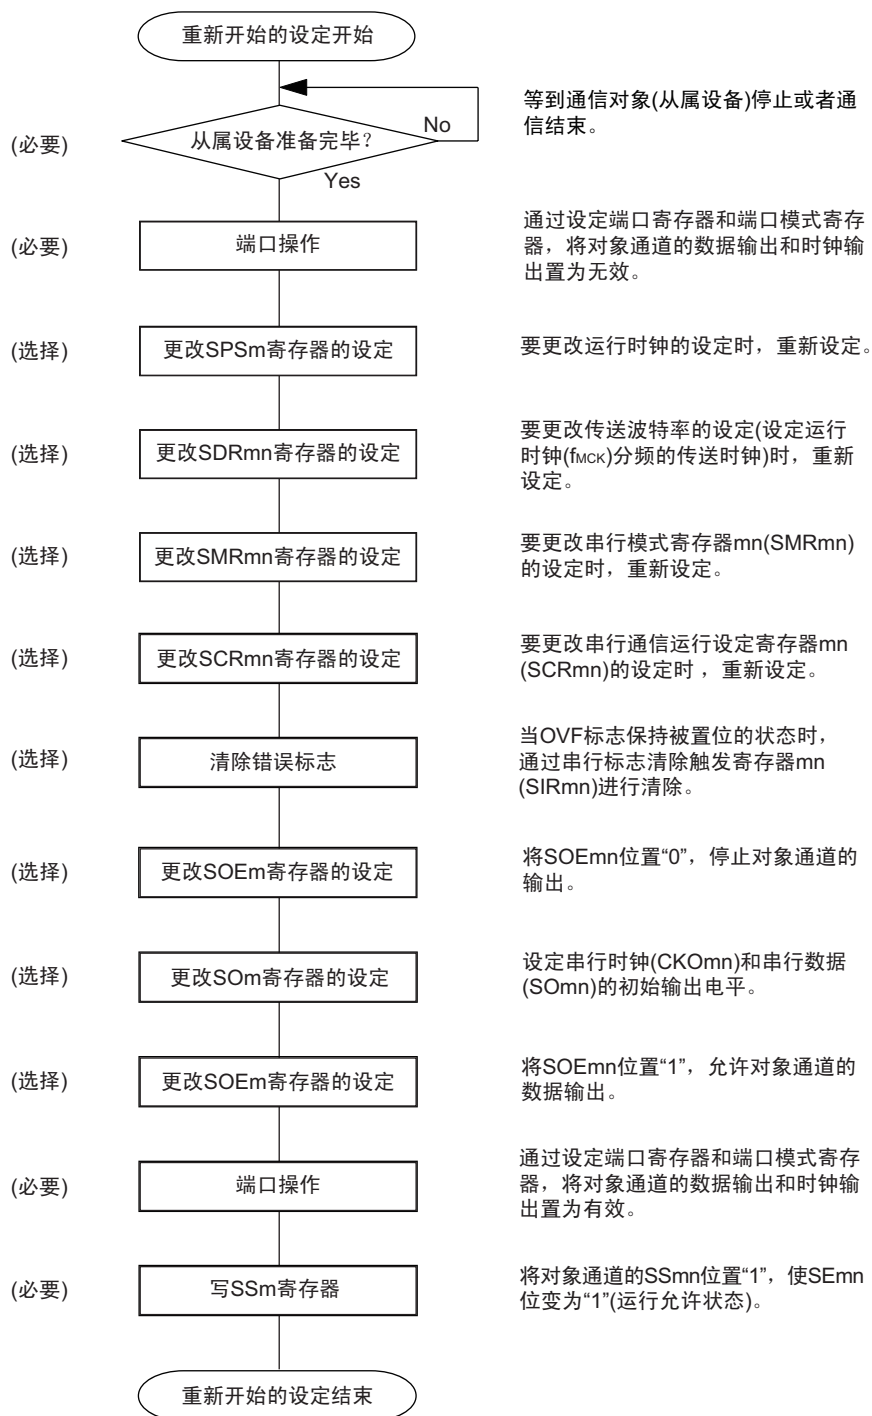 重新开始的设定开始
等到通信对象(从属设备)停止或者通
信结束。
(必要)
从属设备准备完毕？
No
Yes
(必要)
端口操作
通过设定端口寄存器和端口模式寄存
器，将对象通道的数据输出和时钟输
出置为无效。
(选择)
更改SPSm寄存器的设定
要更改运行时钟的设定时，重新设定。
(选择)
更改SDRmn寄存器的设定
要更改传送波特率的设定(设定运行
时钟(fMCK)分频的传送时钟)时，重新
设定。
(选择)
更改SMRmn寄存器的设定
要更改串行模式寄存器mn(SMRmn)
的设定时，重新设定。
(选择)
更改SCRmn寄存器的设定
要更改串行通信运行设定寄存器mn
(SCRmn)的设定时，重新设定。
(选择)
清除错误标志
当OVF标志保持被置位的状态时，
通过串行标志清除触发寄存器mn
(SIRmn)进行清除。
(选择)
更改SOEm寄存器的设定
将SOEmn位置“0”，停止对象通道的
输出。
(选择)
更改SOm寄存器的设定
设定串行时钟(CKOmn)和串行数据
(SOmn)的初始输出电平。
(选择)
更改SOEm寄存器的设定
将SOEmn位置“1”，允许对象通道的
数据输出。
(必要)
端口操作
通过设定端口寄存器和端口模式寄存
器，将对象通道的数据输出和时钟输
出置为有效。
(必要)
写SSm寄存器
将对象通道的SSmn位置“1”，使SEmn
位变为“1”(运行允许状态)。
重新开始的设定结束